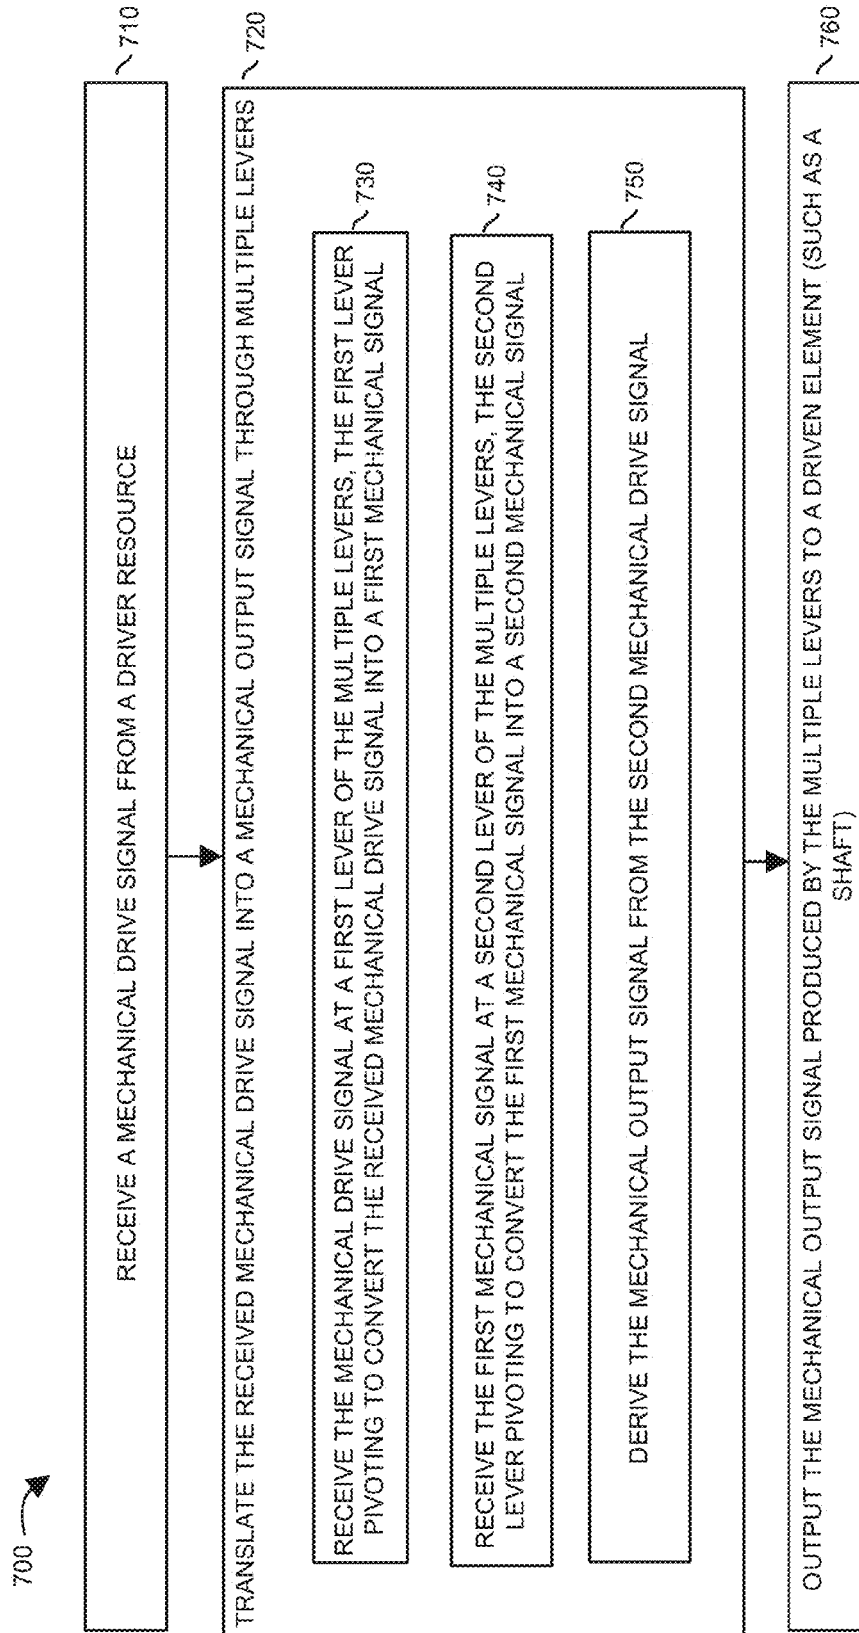 700
710
RECEIVE A MECHANICAL DRIVE SIGNAL FROM A DRIVER RESOURCE
720
TRANSLATE THE RECEIVED MECHANICAL DRIVE SIGNAL INTO A MECHANICAL OUTPUT SIGNAL THROUGH MULTIPLE LEVERS
730
RECEIVE THE MECHANICAL DRIVE SIGNAL AT A FIRST LEVER OF THE MULTIPLE LEVERS, THE FIRST LEVER
PIVOTING TO CONVERT THE RECEIVED MECHANICAL DRIVE SIGNAL INTO A FIRST MECHANICAL SIGNAL
740
RECEIVE THE FIRST MECHANICAL SIGNAL AT A SECOND LEVER OF THE MULTIPLE LEVERS, THE SECOND
LEVER PIVOTING TO CONVERT THE FIRST MECHANICAL SIGNAL INTO A SECOND MECHANICAL SIGNAL
750
DERIVE THE MECHANICAL OUTPUT SIGNAL FROM THE SECOND MECHANICAL DRIVE SIGNAL
760
OUTPUT THE MECHANICAL OUTPUT SIGNAL PRODUCED BY THE MULTIPLE LEVERS TO A DRIVEN ELEMENT (SUCH AS A
SHAFT)